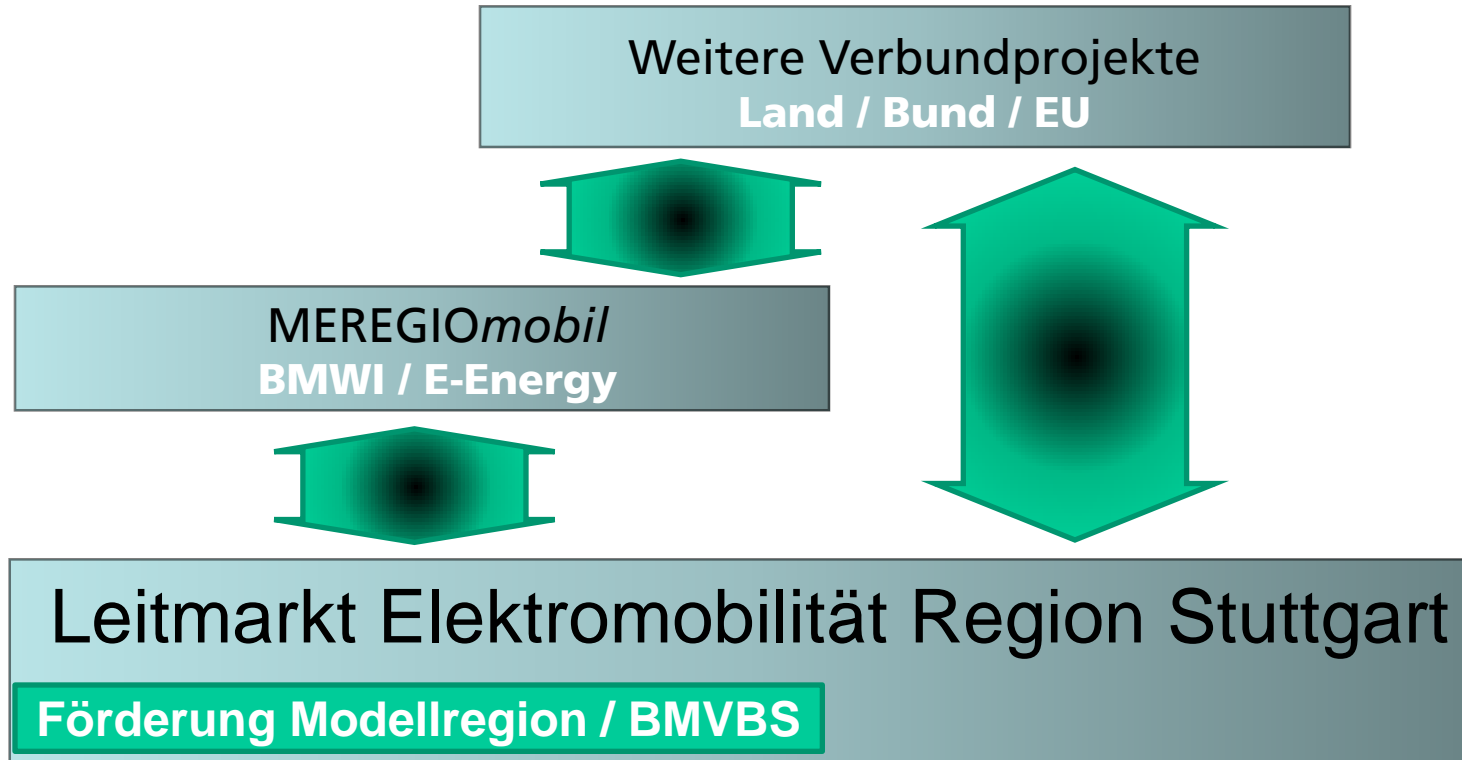 Weitere Verbundprojekte
Land / Bund / EU
MEREGIOmobil
BMWI / E-Energy
Leitmarkt Elektromobilität Region Stuttgart
Förderung Modellregion / BMVBS